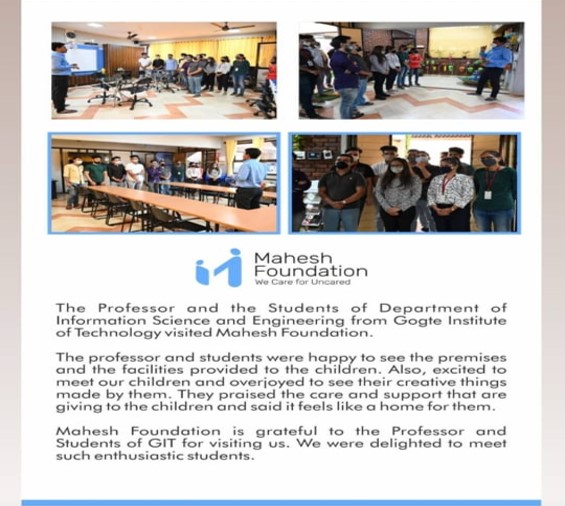 Mahesh
Foundation
We Care for Uncared
The Professor and the Students of Department of
Information Science and Engineering from Gogte Institute
of Technology visited Mahesh Foundation.
The professor and students were happy to see the premises
and the facilities provided to the children. Also, excited to
meet our children and overjoyed to see their creative things
made by them. They praised the care and support that are
giving to the children and said it feels like a home for them.
Mahesh Foundation is grateful to the Professor and
Students of GIT for visiting us. We were delighted to meet
such enthusiastic students.